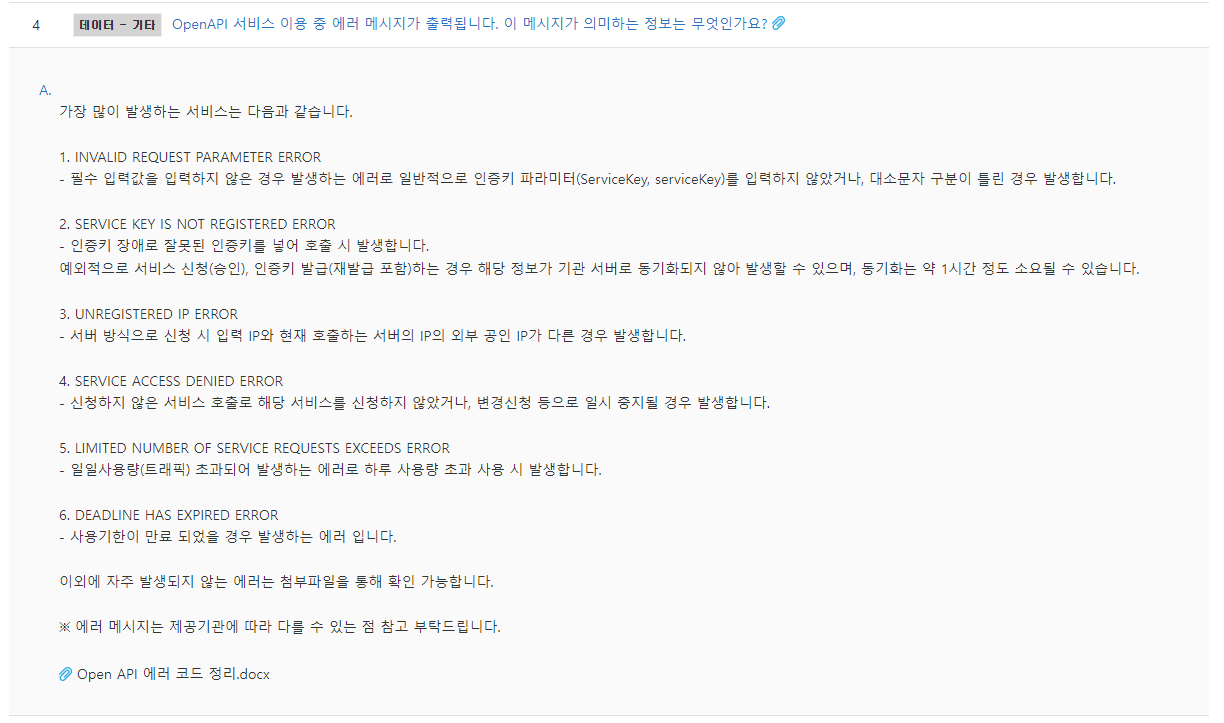 4 데이터 - 기타 OpenAPI 서비스 이용 중 에러 메시지가 출력됩니다. 이 메시지가 의미하는 정보는 무엇인가요?
A.
가장 많이 발생하는 서비스는 다음과 같습니다.
1. INVALID REQUEST PARAMETER ERROR
- 필수 입력값을 입력하지 않은 경우 발생하는 에러로 일반적으로 인증키 파라미터(ServiceKey, serviceKey)를 입력하지 않았거나, 대소문자 구분이 틀린 경우 발생합니다.
2. SERVICE KEY IS NOT REGISTERED ERROR
- 인증키 장애로 잘못된 인증키를 넣어 호출 시 발생합니다.
예외적으로 서비스 신청(승인), 인증키 발급(재발급 포함)하는 경우 해당 정보가 기관 서버로 동기화되지 않아 발생할 수 있으며, 동기화는 약 1시간 정도 소요될 수 있습니다.
3. UNREGISTERED IP ERROR
- 서버 방식으로 신청 시 입력 IP와 현재 호출하는 서버의 IP의 외부 공인 IP가 다른 경우 발생합니다.
4. SERVICE ACCESS DENIED ERROR
- 신청하지 않은 서비스 호출로 해당 서비스를 신청하지 않았거나, 변경신청 등으로 일시 중지될 경우 발생합니다.
5. LIMITED NUMBER OF SERVICE REQUESTS EXCEEDS ERROR
- 일일사용량(트래픽) 초과되어 발생하는 에러로 하루 사용량 초과 사용 시 발생합니다.
6. DEADLINE HAS EXPIRED ERROR
- 사용기한이 만료 되었을 경우 발생하는 에러 입니다.
이외에 자주 발생되지 않는 에러는 첨부파일을 통해 확인 가능합니다.
※ 에러 메시지는 제공기관에 따라 다를 수 있는 점 참고 부탁드립니다.
Open API 에러 코드 정리.docx